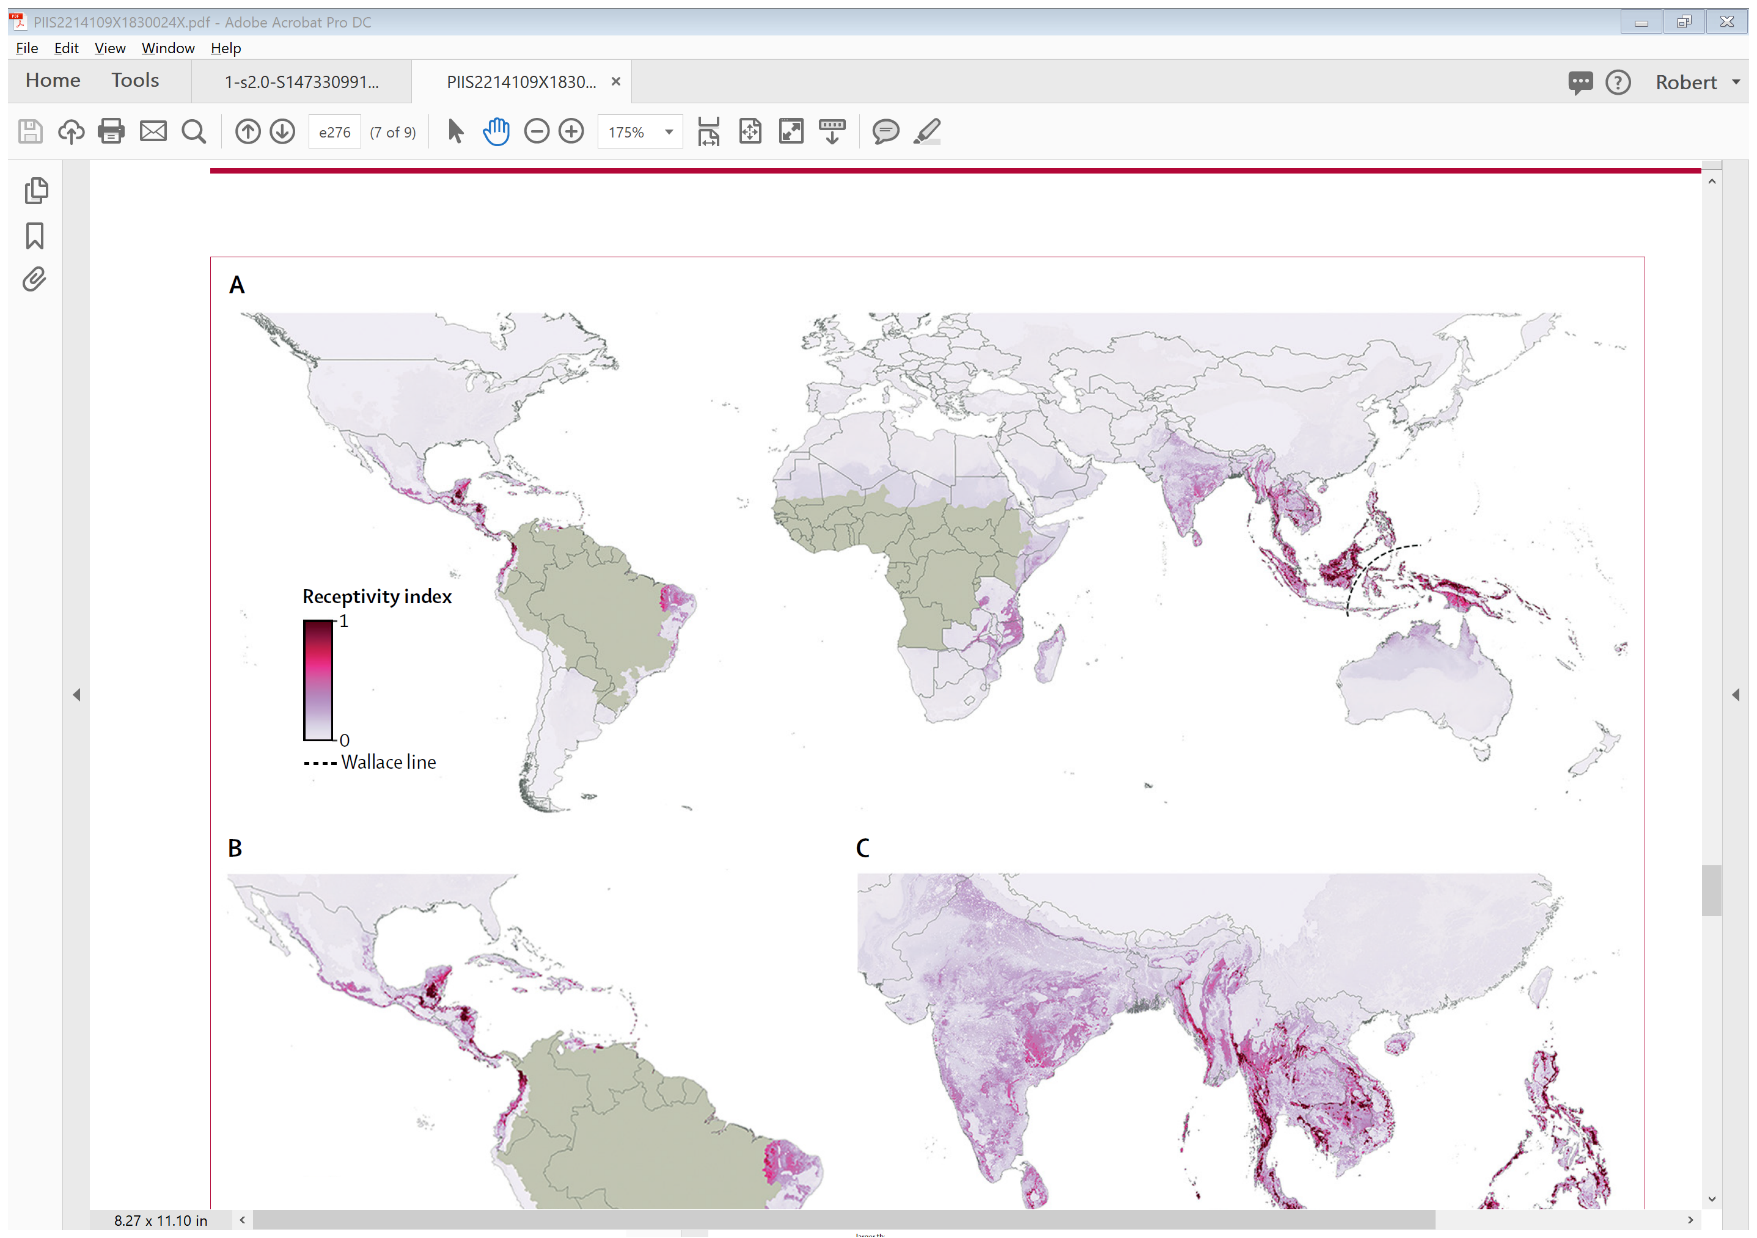 PIIS2214109X1830024X.pdf - Adobe Acrobat Pro DC
File Edit View Window Help
Home Tools 1-s2.0-S147330991... PIIS2214109X1830... × Robert
e276 (7 of 9) 175%
A
Receptivity index
1
0
Wallace line
B
C
8.27 x 11.10 in